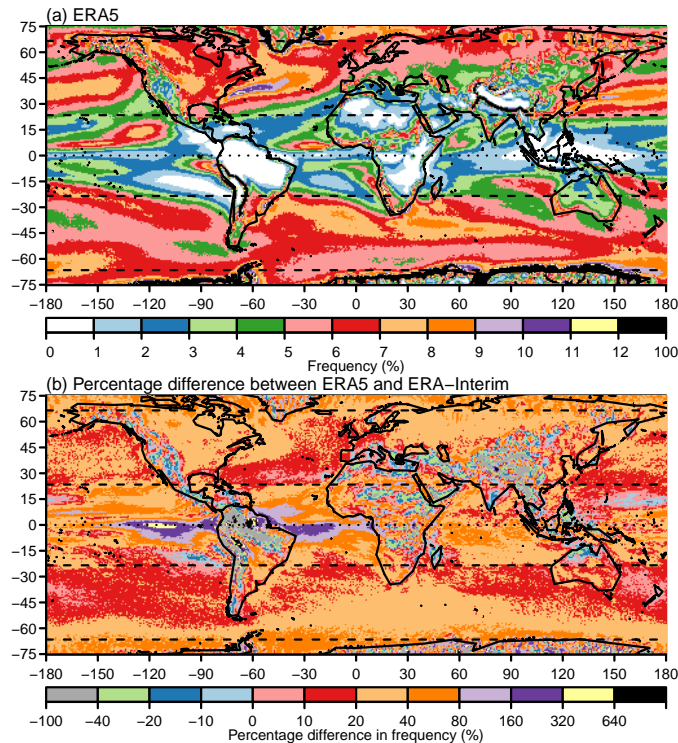 (a) ERA5
75
60
45
30
15
0
−15
−30
−45
−60
−75
−180 −150 −120 −90 −60 −30 0 30 60 90 120 150 180
0 1 2 3 4 5 6 7 8 9 10 11 12 100
Frequency (%)
(b) Percentage difference between ERA5 and ERA−Interim
75
60
45
30
15
0
−15
−30
−45
−60
−75
−180 −150 −120 −90 −60 −30 0 30 60 90 120 150 180
−100 −40 −20 −10 0 10 20 40 80 160 320 640
Percentage difference in frequency (%)